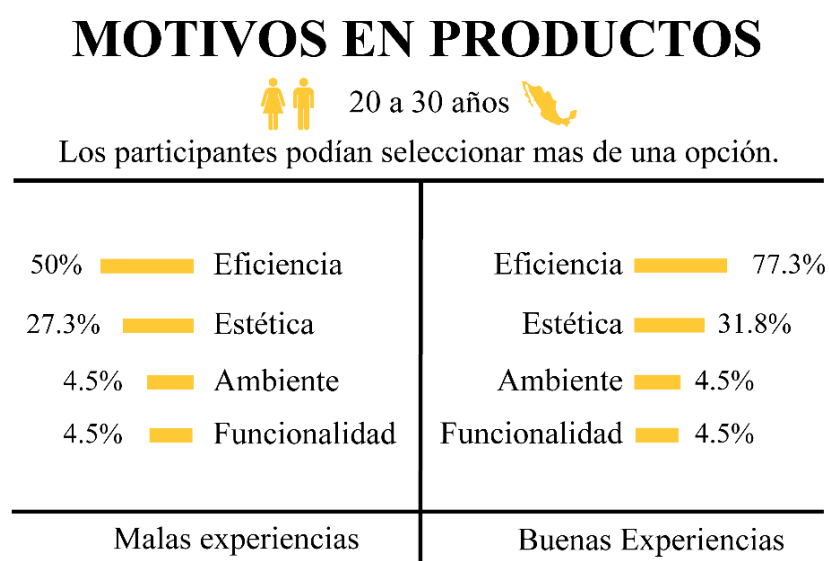 MOTIVOS EN PRODUCTOS
20 a 30 años
Los participantes podían seleccionar mas de una opción.
50% Eficiencia
27.3% Estética
4.5% Ambiente
4.5% Funcionalidad
Malas experiencias
Eficiencia 77.3%
Estética 31.8%
Ambiente 4.5%
Funcionalidad 4.5%
Buenas Experiencias